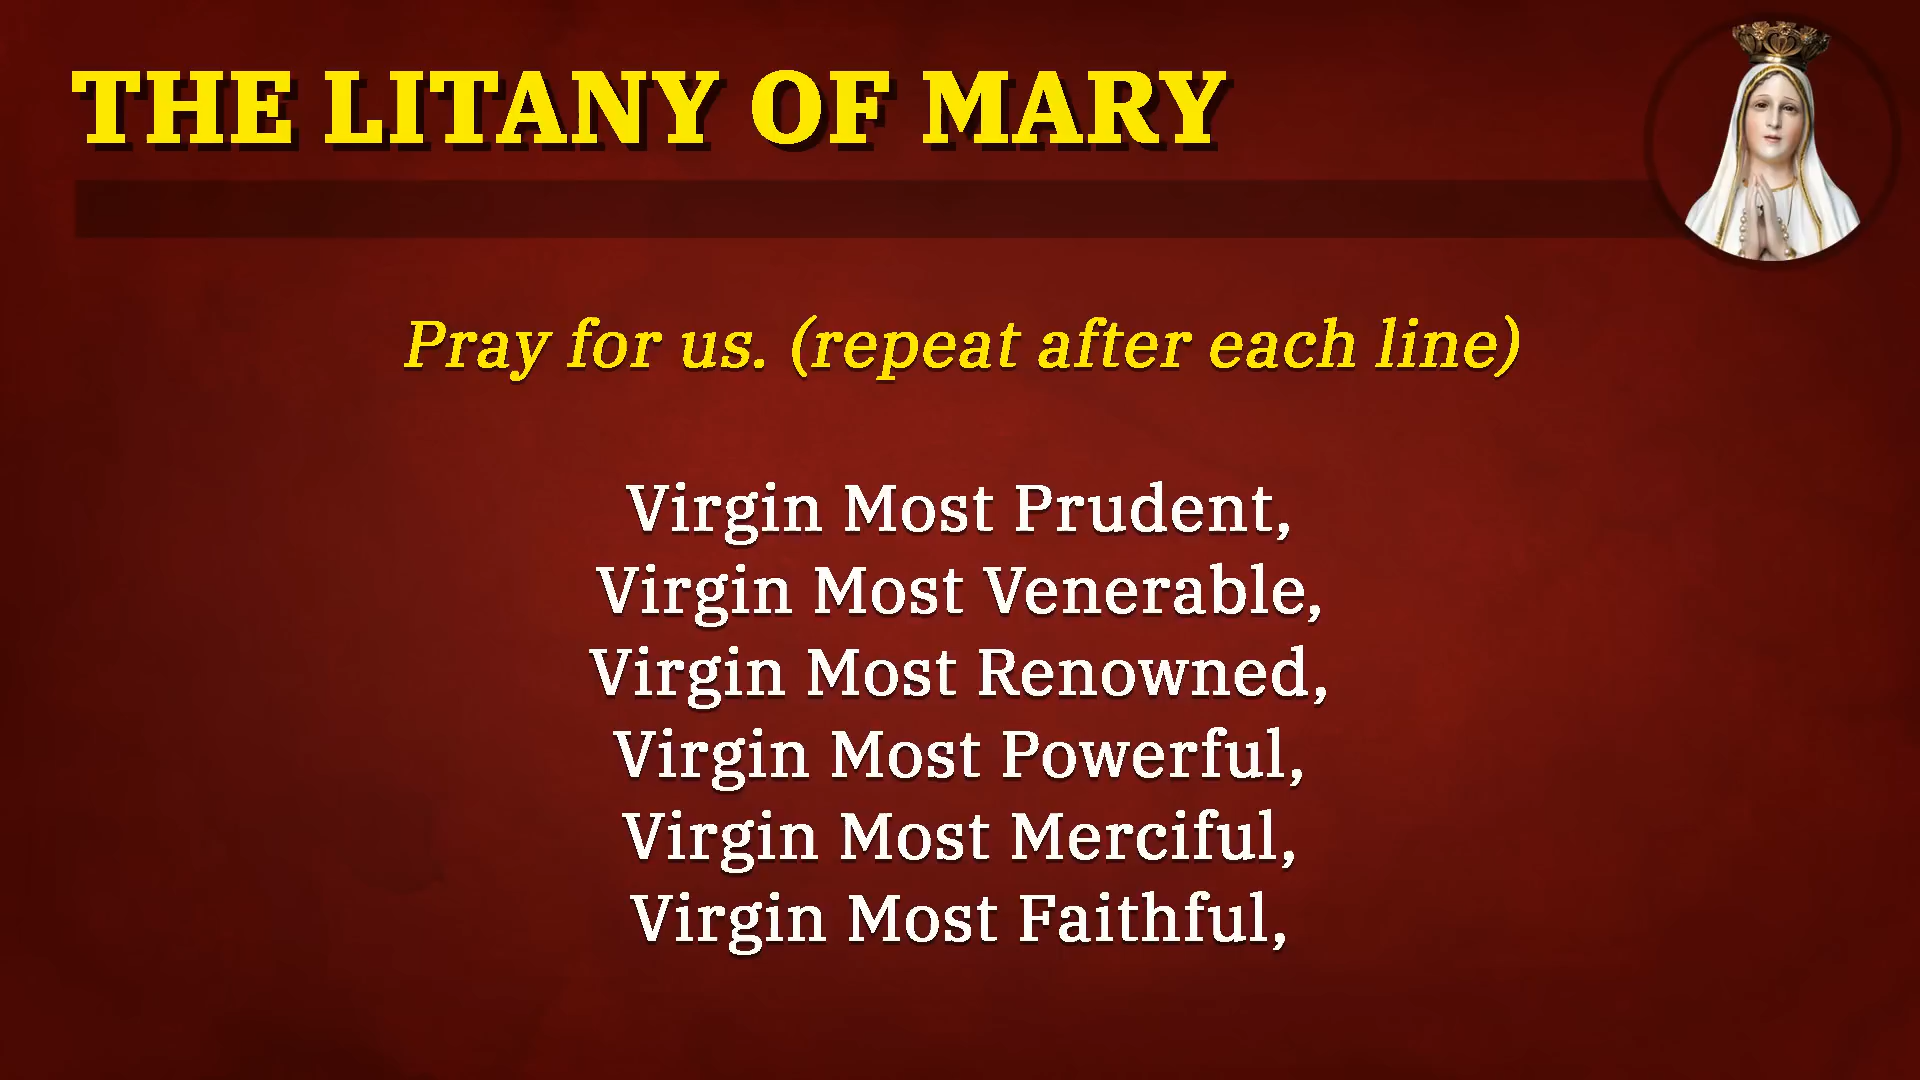 THE LITANY OF MARY
Pray for us. (repeat after each line)
Virgin Most Prudent,
Virgin Most Venerable,
Virgin Most Renowned,
Virgin Most Powerful,
Virgin Most Merciful,
Virgin Most Faithful,